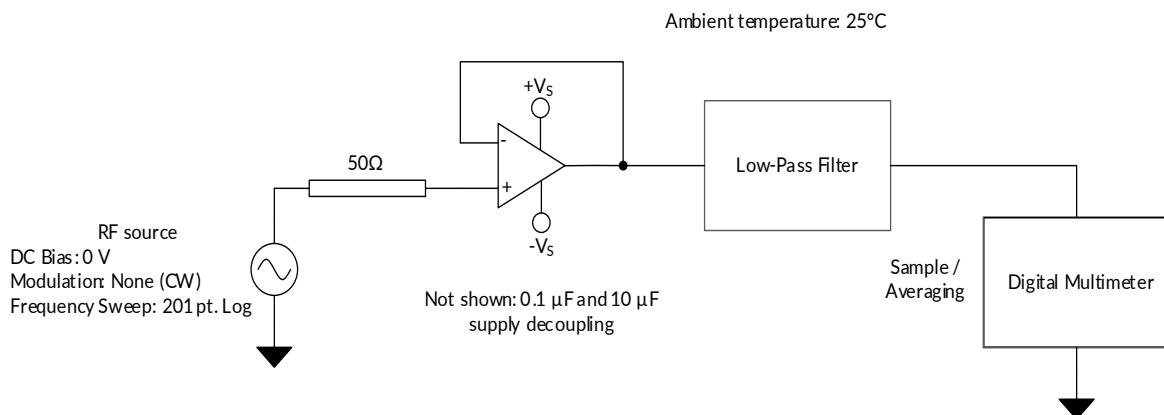 Ambient temperature: 25°C
+VS
-
50Ω
+
Low-Pass Filter
-VS
RF source
DC Bias: 0 V
Modulation: None (CW)
Frequency Sweep: 201 pt. Log
Not shown: 0.1 µF and 10 µF
supply decoupling
Sample /
Averaging
Digital Multimeter